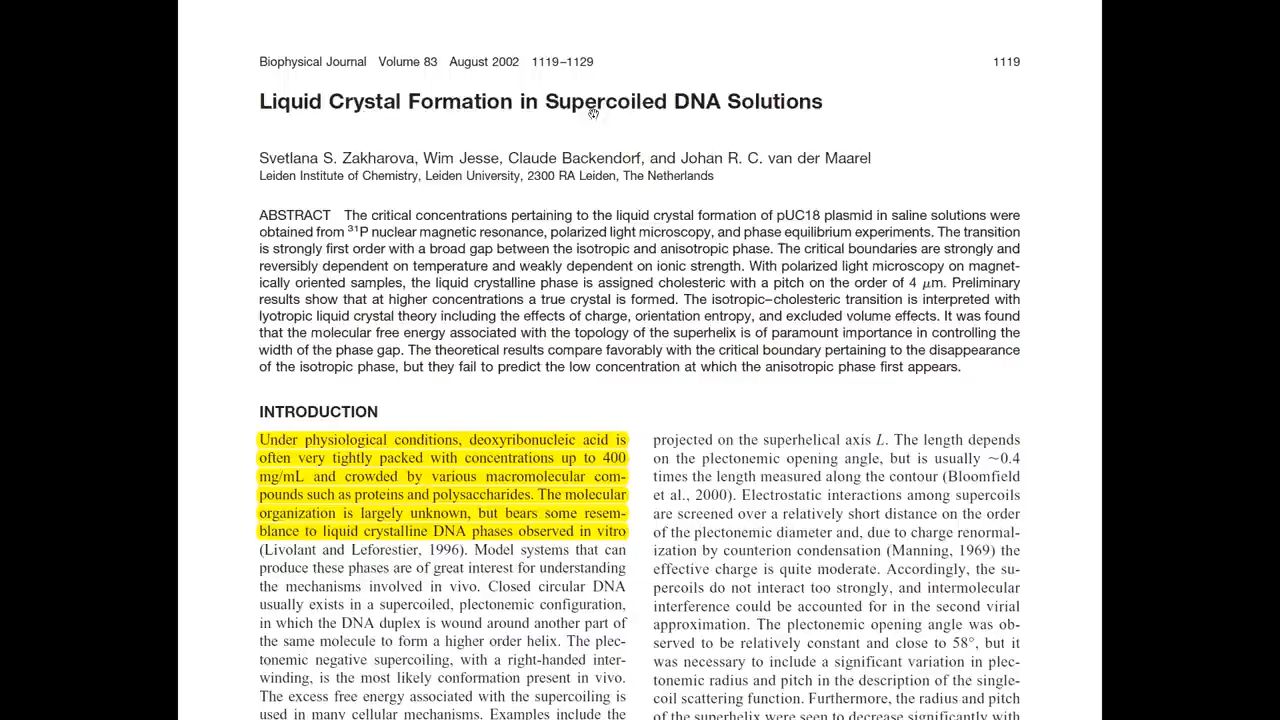 Biophysical Journal Volume 83 August 2002 1119–1129 1119
Liquid Crystal Formation in Supercoiled DNA Solutions
Svetlana S. Zakharova, Wim Jesse, Claude Backendorf, and Johan R. C. van der Maarel
Leiden Institute of Chemistry, Leiden University, 2300 RA Leiden, The Netherlands
ABSTRACT The critical concentrations pertaining to the liquid crystal formation of pUC18 plasmid in saline solutions were
obtained from ³¹P nuclear magnetic resonance, polarized light microscopy, and phase equilibrium experiments. The transition
is strongly first order with a broad gap between the isotropic and anisotropic phase. The critical boundaries are strongly and
reversibly dependent on temperature and weakly dependent on ionic strength. With polarized light microscopy on magnet-
ically oriented samples, the liquid crystalline phase is assigned cholesteric with a pitch on the order of 4 μm. Preliminary
results show that at higher concentrations a true crystal is formed. The isotropic–cholesteric transition is interpreted with
lyotropic liquid crystal theory including the effects of charge, orientation entropy, and excluded volume effects. It was found
that the molecular free energy associated with the topology of the superhelix is of paramount importance in controlling the
width of the phase gap. The theoretical results compare favorably with the critical boundary pertaining to the disappearance
of the isotropic phase, but they fail to predict the low concentration at which the anisotropic phase first appears.
INTRODUCTION
Under physiological conditions, deoxyribonucleic acid is
often very tightly packed with concentrations up to 400
mg/mL and crowded by various macromolecular com-
pounds such as proteins and polysaccharides. The molecular
organization is largely unknown, but bears some resem-
blance to liquid crystalline DNA phases observed in vitro
(Livolant and Leforestier, 1996). Model systems that can
produce these phases are of great interest for understanding
the mechanisms involved in vivo. Closed circular DNA
usually exists in a supercoiled, plectonemic configuration,
in which the DNA duplex is wound around another part of
the same molecule to form a higher order helix. The plec-
tonemic negative supercoiling, with a right-handed inter-
winding, is the most likely conformation present in vivo.
The excess free energy associated with the supercoiling is
used in many cellular mechanisms. Examples include the
projected on the superhelical axis L. The length depends
on the plectonemic opening angle, but is usually ~0.4
times the length measured along the contour (Bloomfield
et al., 2000). Electrostatic interactions among supercoils
are screened over a relatively short distance on the order
of the plectonemic diameter and, due to charge renormal-
ization by counterion condensation (Manning, 1969) the
effective charge is quite moderate. Accordingly, the su-
percoils do not interact too strongly, and intermolecular
interference could be accounted for in the second virial
approximation. The plectonemic opening angle was ob-
served to be relatively constant and close to 58°, but it
was necessary to include a significant variation in plec-
tonemic radius and pitch in the description of the single-
coil scattering function. Furthermore, the radius and pitch
of the superhelix were seen to decrease significantly with